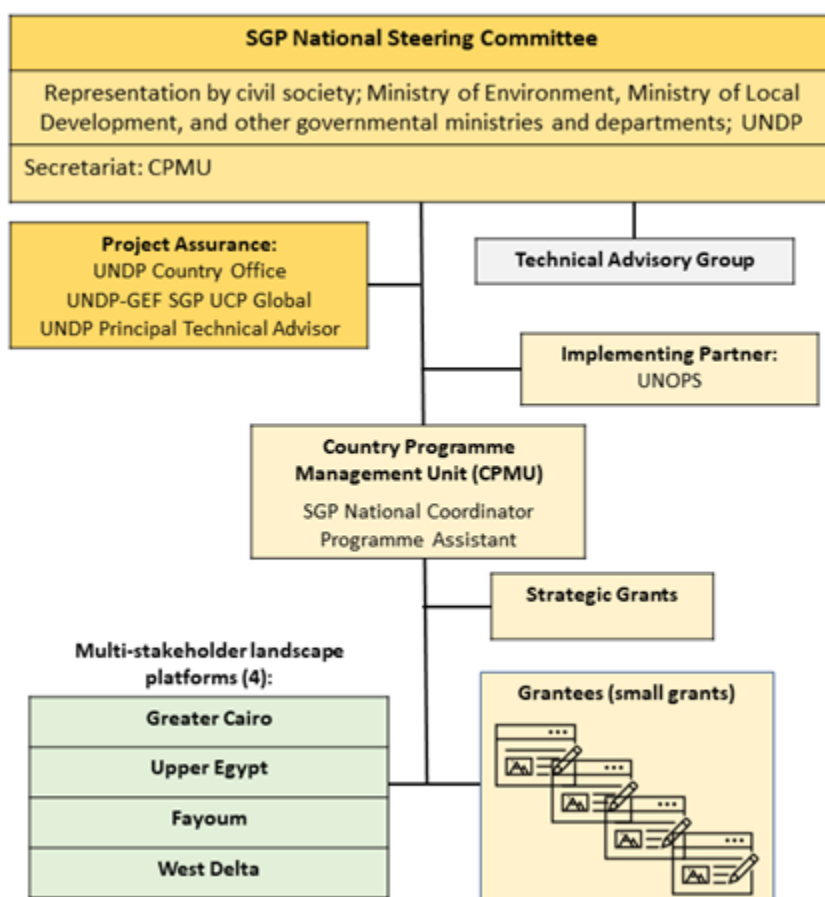 SGP National Steering Committee
Representation by civil society; Ministry of Environment, Ministry of Local
Development, and other governmental ministries and departments; UNDP
Secretariat: CPMU
Project Assurance:
UNDP Country Office
UNDP-GEF SGP UCP Global
UNDP Principal Technical Advisor
Technical Advisory Group
Implementing Partner:
UNOPS
Country Programme
Management Unit (CPMU)
SGP National Coordinator
Programme Assistant
Strategic Grants
Multi-stakeholder landscape
platforms (4):
Greater Cairo
Upper Egypt
Fayoum
West Delta
Grantees (small grants)